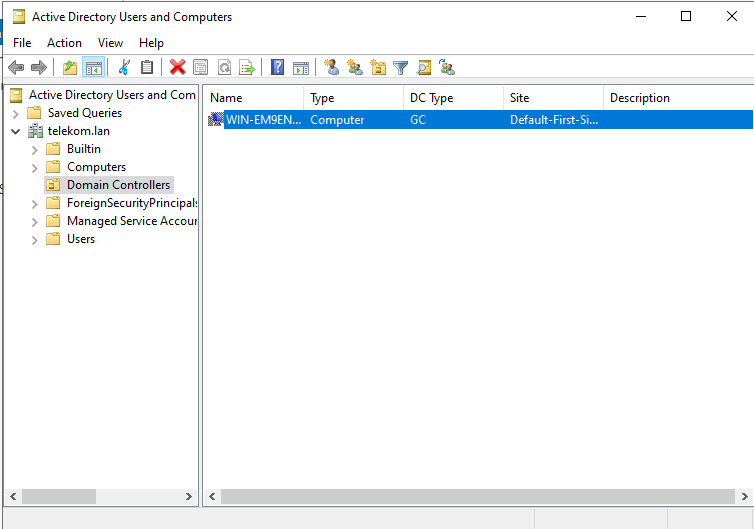 Active Directory Users and Computers
File Action View Help
Active Directory Users and Com
Saved Queries
telekom.lan
Builtin
Computers
Domain Controllers
ForeignSecurityPrincipals
Managed Service Accour
Users
Name Type DC Type Site Description
WIN-EM9EN... Computer GC Default-First-Si...